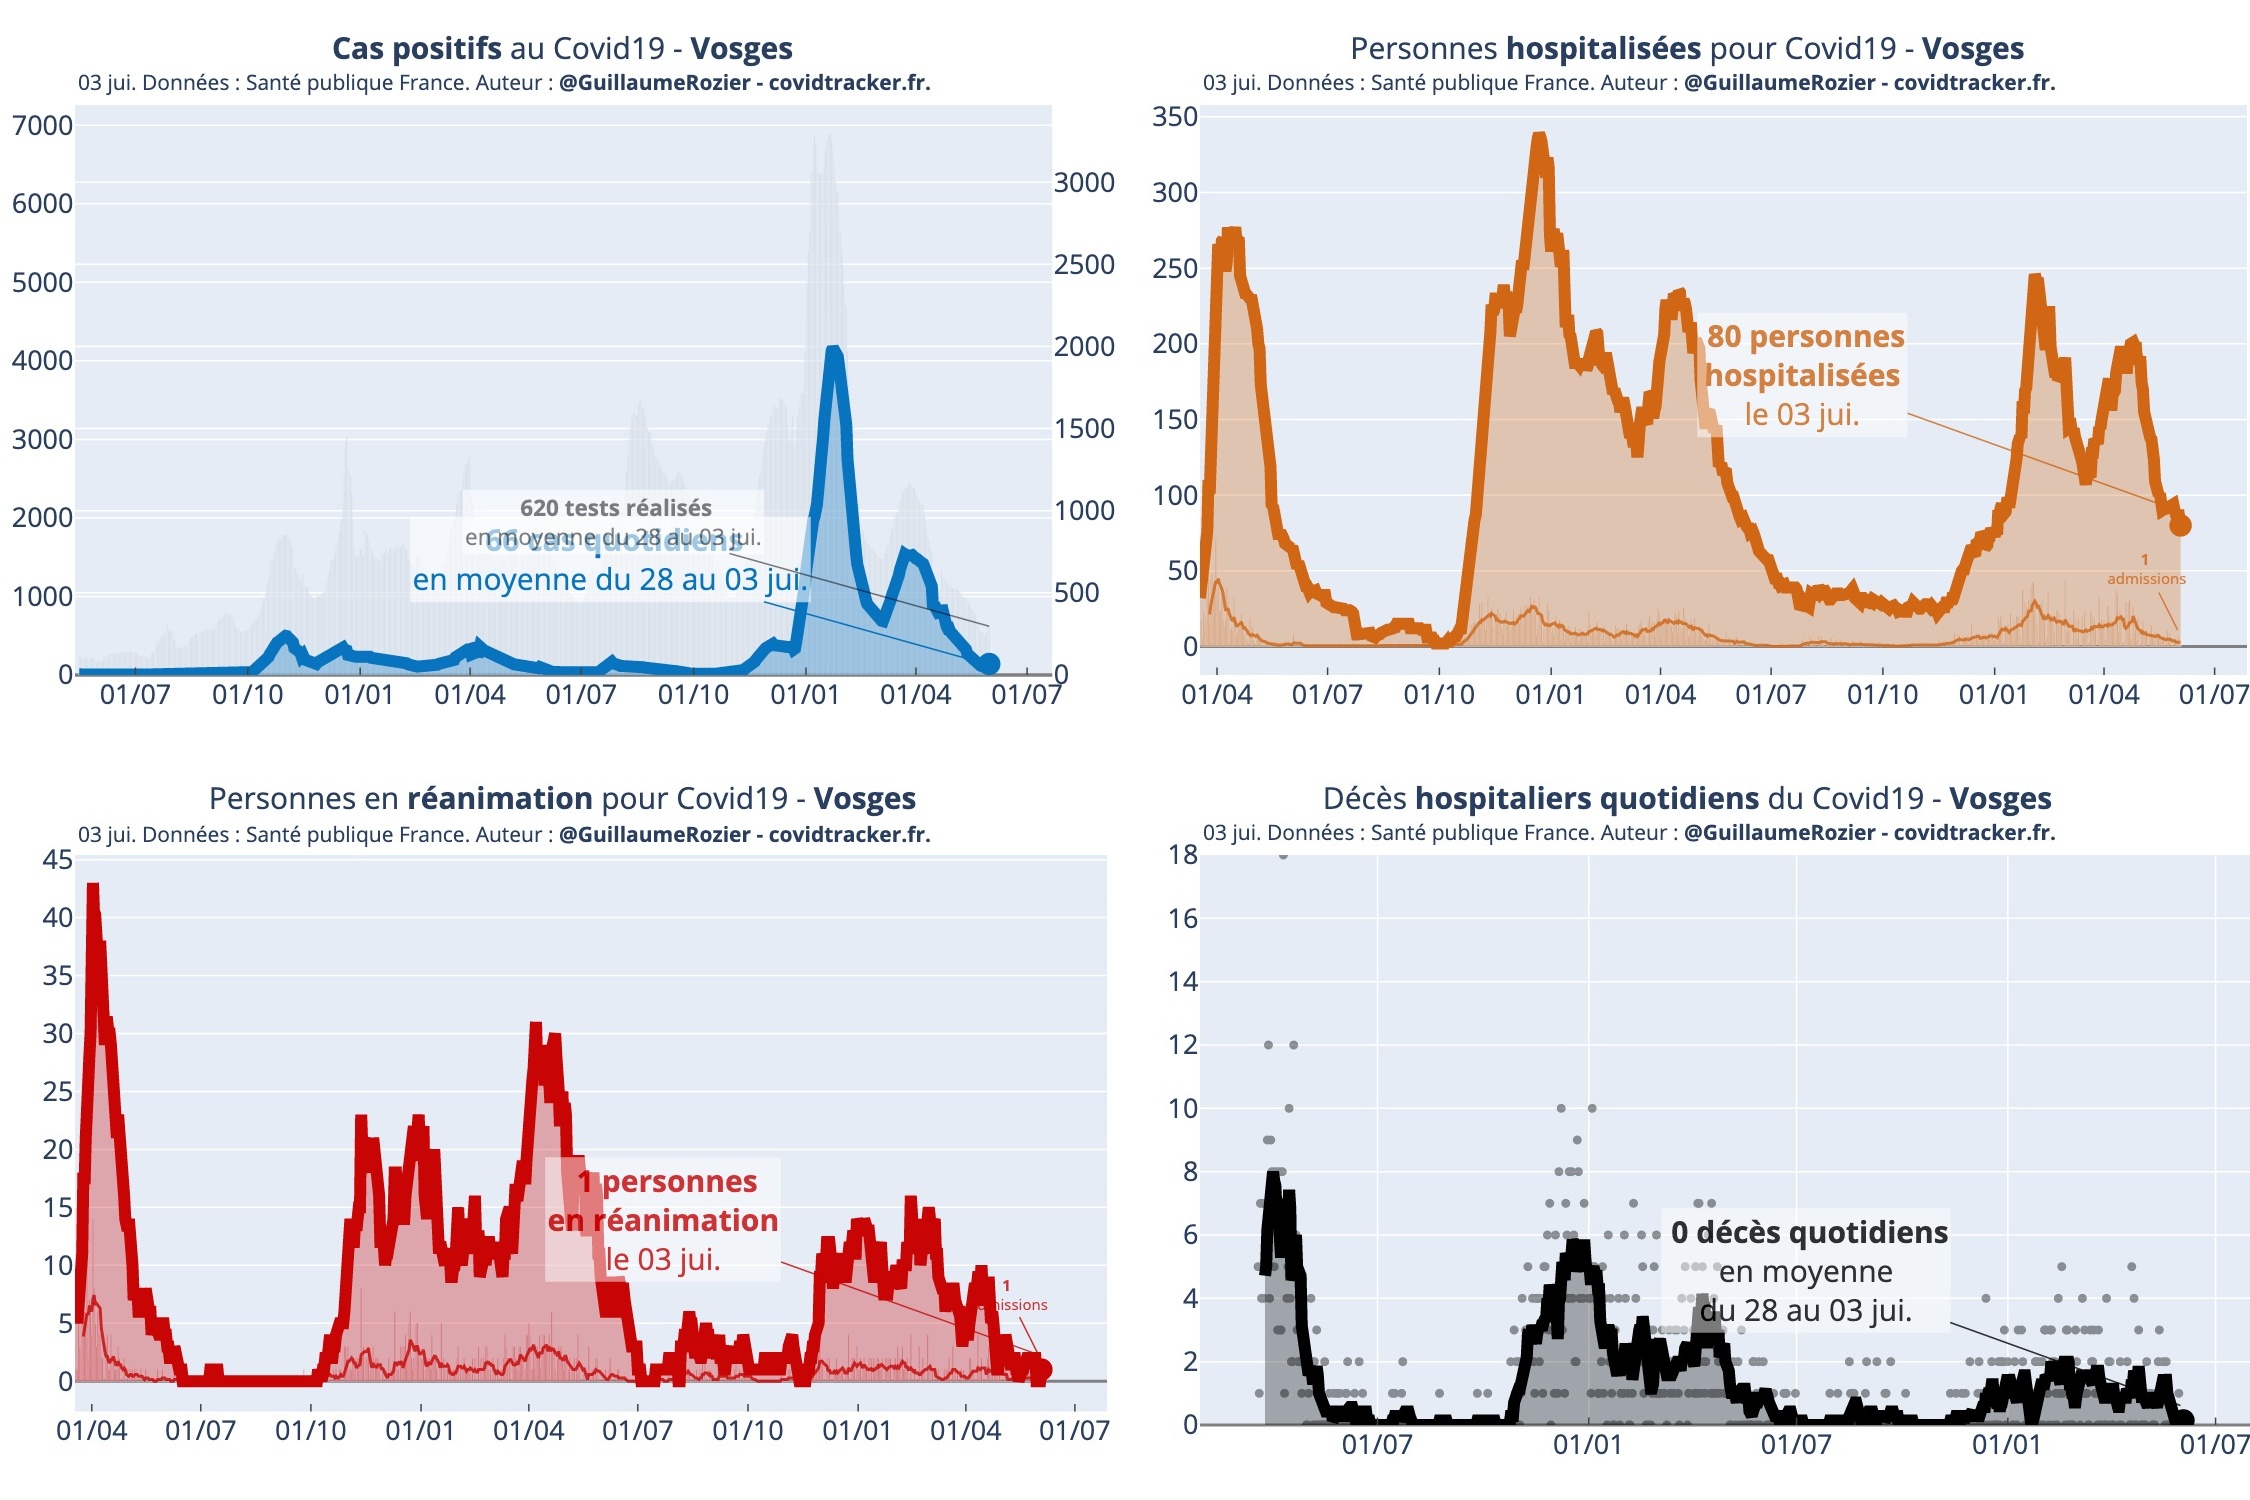 Cas positifs au Covid19 - Vosges
03 jui. Données : Santé publique France. Auteur : @GuillaumeRozier - covidtracker.fr.
7000
6000
5000
4000
3000
2000
1000
0
3000
2500
2000
1500
1000
500
0
620 tests réalisés
en moyenne du 28 au 03 jui.
66 cas quotidiens
en moyenne du 28 au 03 jui.
01/07 01/10 01/01 01/04 01/07 01/10 01/01 01/04 01/07
Personnes hospitalisées pour Covid19 - Vosges
03 jui. Données : Santé publique France. Auteur : @GuillaumeRozier - covidtracker.fr.
350
300
250
200
150
100
50
0
80 personnes
hospitalisées
le 03 jui.
1
admissions
01/04 01/07 01/10 01/01 01/04 01/07 01/10 01/01 01/04 01/07
Personnes en réanimation pour Covid19 - Vosges
03 jui. Données : Santé publique France. Auteur : @GuillaumeRozier - covidtracker.fr.
45
40
35
30
25
20
15
10
5
0
1 personnes
en réanimation
le 03 jui.
1
admissions
01/04 01/07 01/10 01/01 01/04 01/07 01/10 01/01 01/04 01/07
Décès hospitaliers quotidiens du Covid19 - Vosges
03 jui. Données : Santé publique France. Auteur : @GuillaumeRozier - covidtracker.fr.
18
16
14
12
10
8
6
4
2
0
0 décès quotidiens
en moyenne
du 28 au 03 jui.
01/07 01/01 01/07 01/01 01/07